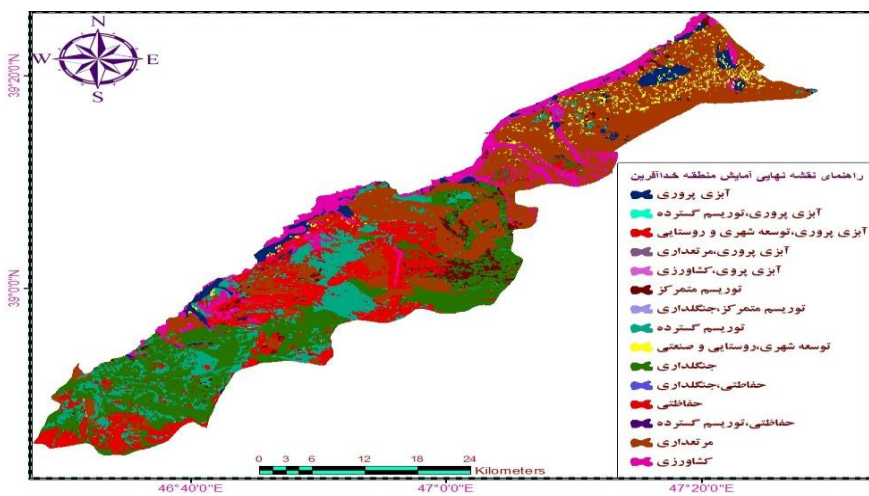 N
W E
S
39°20'N
39°0'0"N
راهنمای نقشه نهایی آمایش منطقه خداآفرین
آبزی پروری
آبزی پروری,توریسم گسترده
آبزی پروری,توسعه شهری و روستایی
آبزی پروری,مرتعداری
آبزی پروی,کشاورزی
توریسم متمرکز
توریسم متمرکز,جنگلداری
توریسم گسترده
توسعه شهری,روستایی و صنعتی
جنگلداری
حفاطتی,جنگلداری
حفاظتی
حفاظتی,توریسم گسترده
مرتعداری
کشاورزی
0 3 6 12 18 24
Kilometers
46°40'0"E 47°0'0"E 47°20'0"E